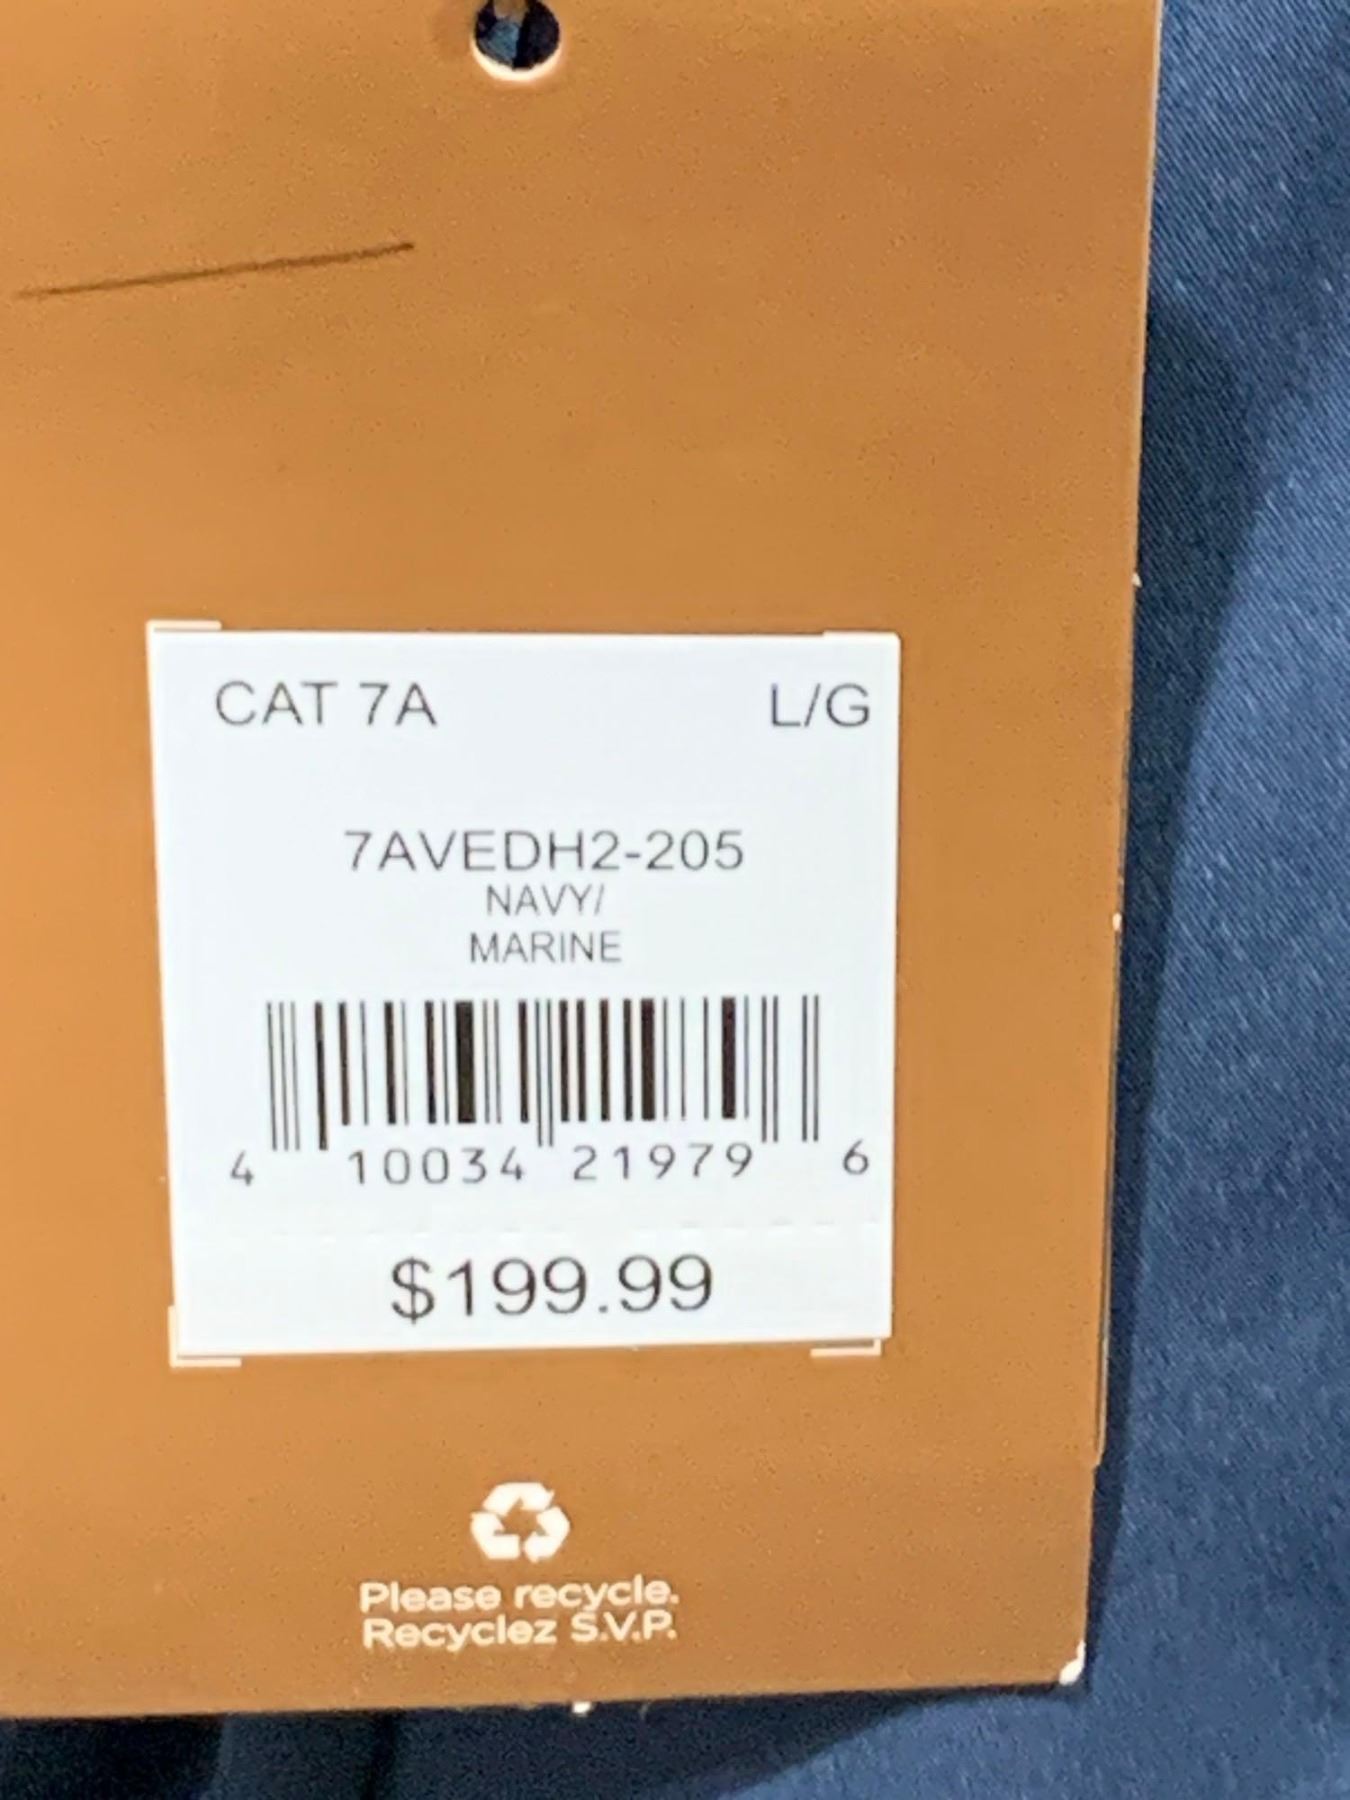 CAT 7A L/G
7AVEDH2-205
NAVY/
MARINE
4 10034 21979 6
$199.99
Please recycle.
Recyclez S.V.P.